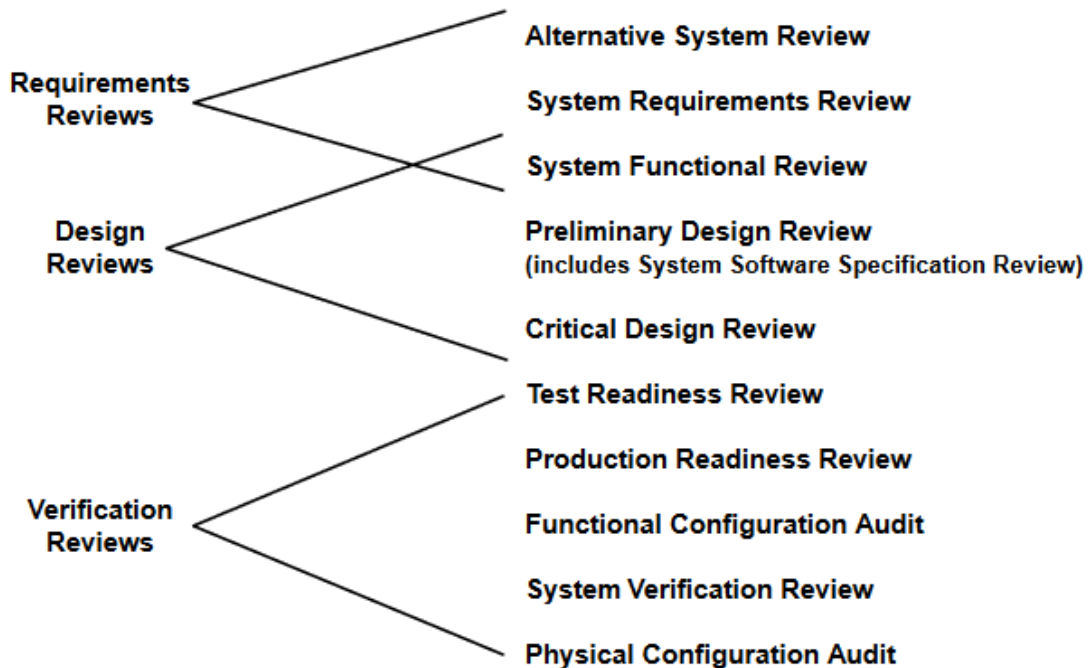 Alternative System Review
Requirements
Reviews
System Requirements Review
System Functional Review
Design
Reviews
Preliminary Design Review
(includes System Software Specification Review)
Critical Design Review
Test Readiness Review
Production Readiness Review
Verification
Reviews
Functional Configuration Audit
System Verification Review
Physical Configuration Audit